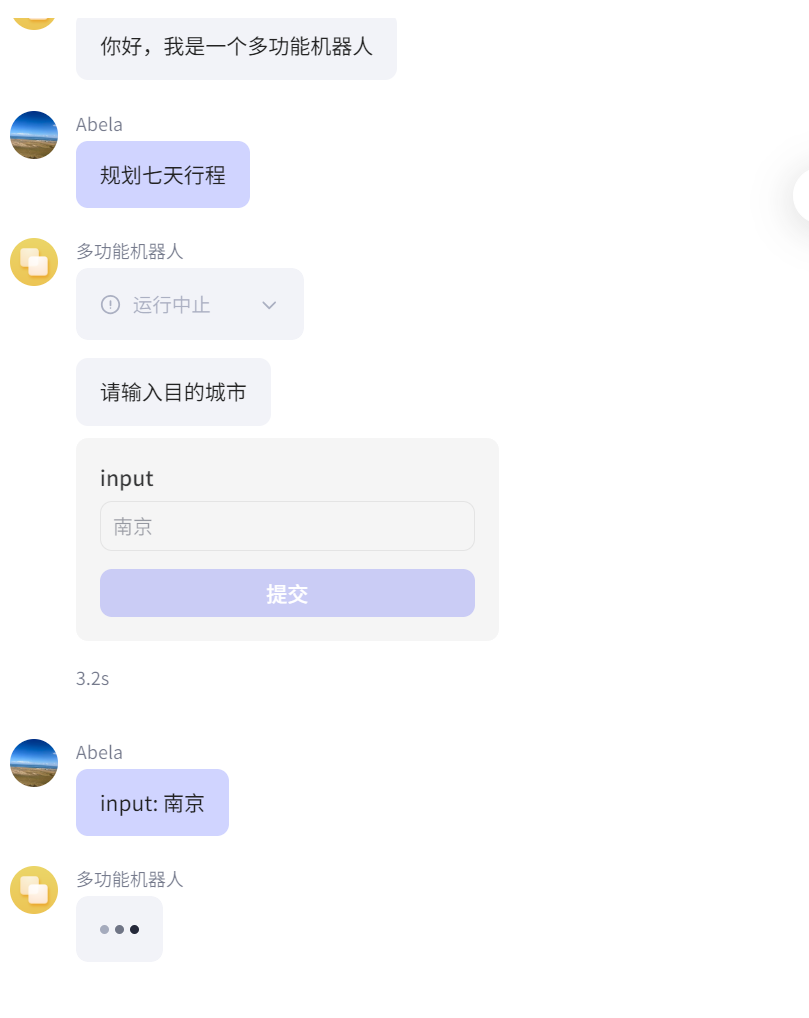 你好，我是一个多功能机器人
Abela
规划七天行程
多功能机器人
运行中止
请输入目的城市
input
南京
提交
3.2s
Abela
input: 南京
多功能机器人